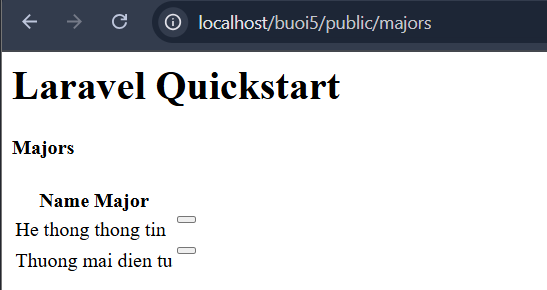 localhost/buoi5/public/majors
Laravel Quickstart
Majors
Name Major
He thong thong tin
Thuong mai dien tu